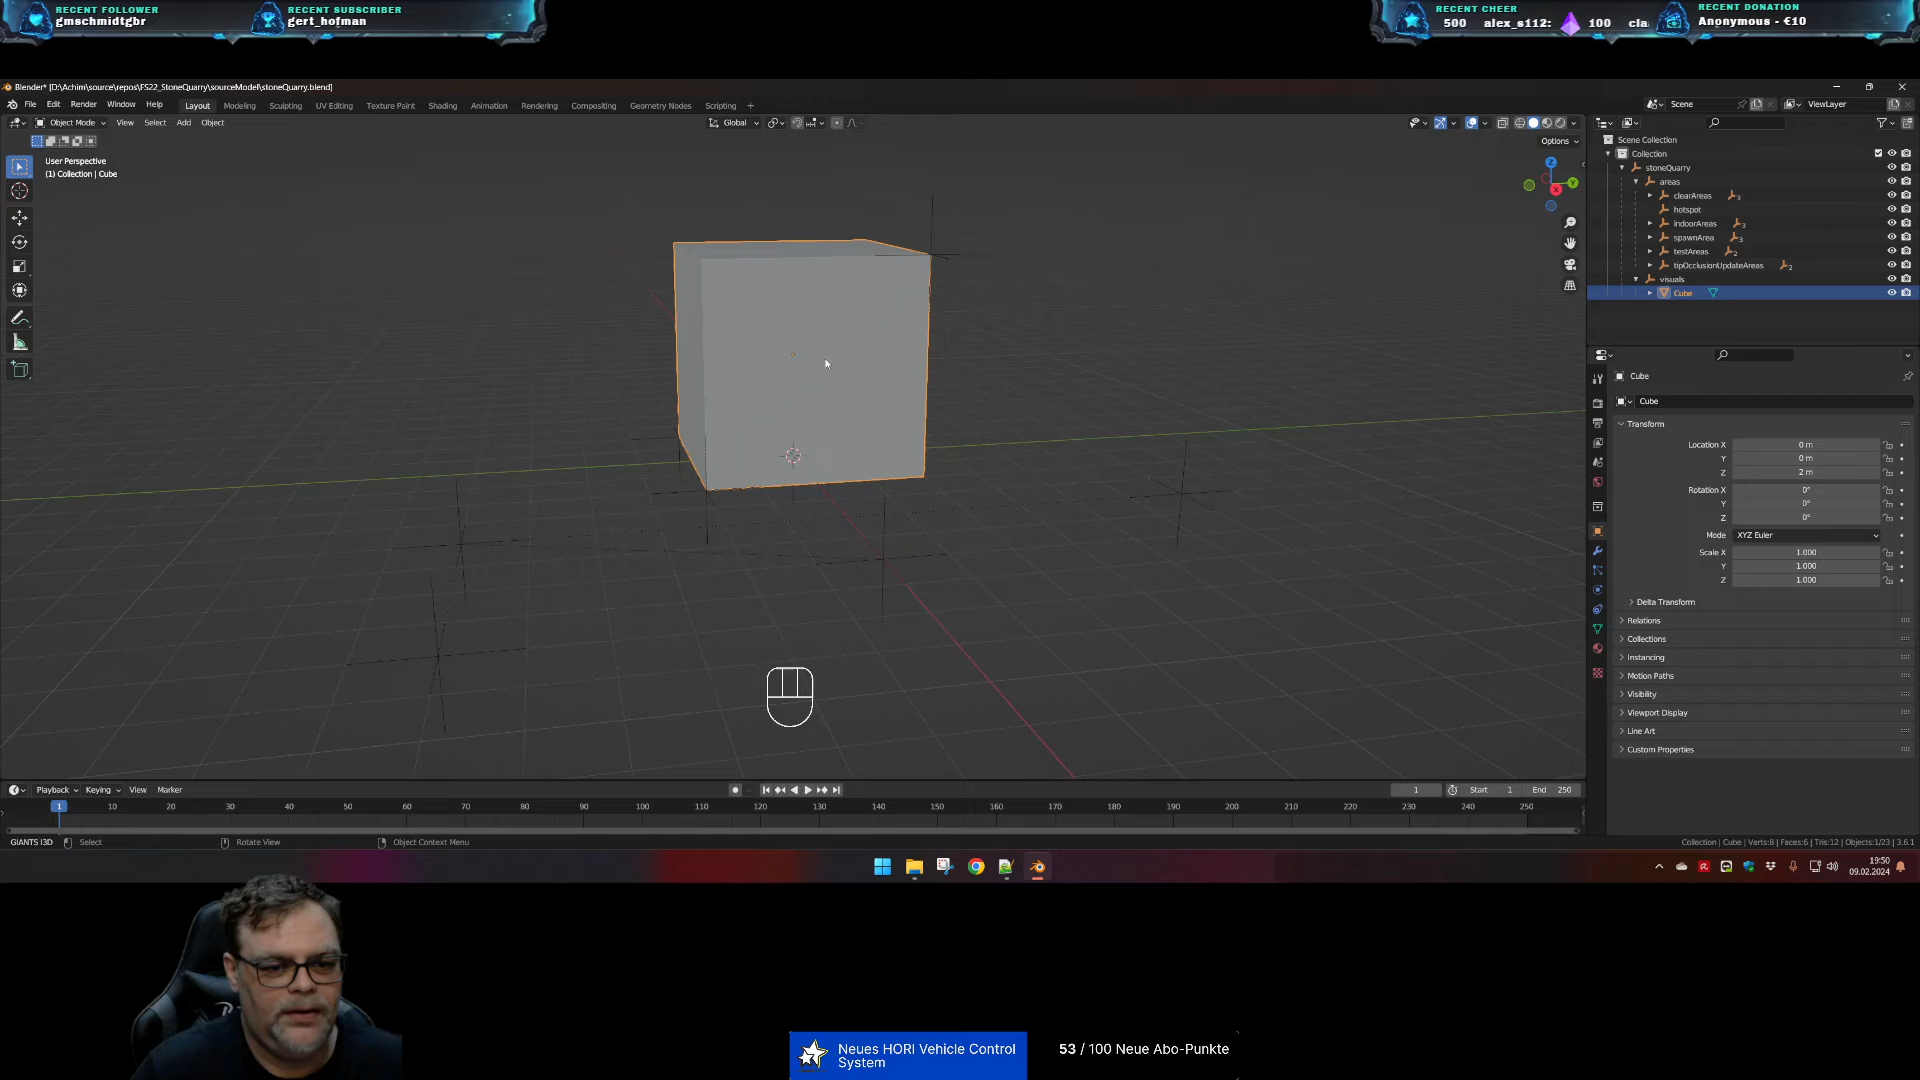 RECENT FOLLOWER
gmschmidtgbr
RECENT SUBSCRIBER
gert_hofman
RECENT CHEER
500 alex_s112: 100 cla
RECENT DONATION
Anonymous - €10
Blender* [D:\Achim\source\repos\FS22_StoneQuarry\sourceModel\stoneQuarry.blend]
File Edit Render Window Help
Layout Modeling Sculpting UV Editing Texture Paint Shading Animation Rendering Compositing Geometry Nodes Scripting +
Scene
ViewLayer
Object Mode View Select Add Object
Global
Options
User Perspective
(1) Collection | Cube
Z
Y
X
Scene Collection
Collection
stoneQuarry
areas
clearAreas 3
hotspot
indoorAreas 3
spawnArea 3
testAreas 2
tipOcclusionUpdateAreas 2
visuals
Cube
Cube
Cube
Transform
Location X 0 m
Y 0 m
Z 2 m
Rotation X 0°
Y 0°
Z 0°
Mode XYZ Euler
Scale X 1.000
Y 1.000
Z 1.000
Delta Transform
Relations
Collections
Instancing
Motion Paths
Visibility
Viewport Display
Line Art
Custom Properties
Playback Keying View Marker
1 Start 1 End 250
1 10 20 30 40 50 60 70 80 90 100 110 120 130 140 150 160 170 180 190 200 210 220 230 240 250
GIANTS I3D Select Rotate View Object Context Menu
Collection | Cube | Verts:8 | Faces:6 | Tris:12 | Objects:1/23 | 3.6.1
19:50
09.02.2024
Neues HORI Vehicle Control
System
53 / 100 Neue Abo-Punkte